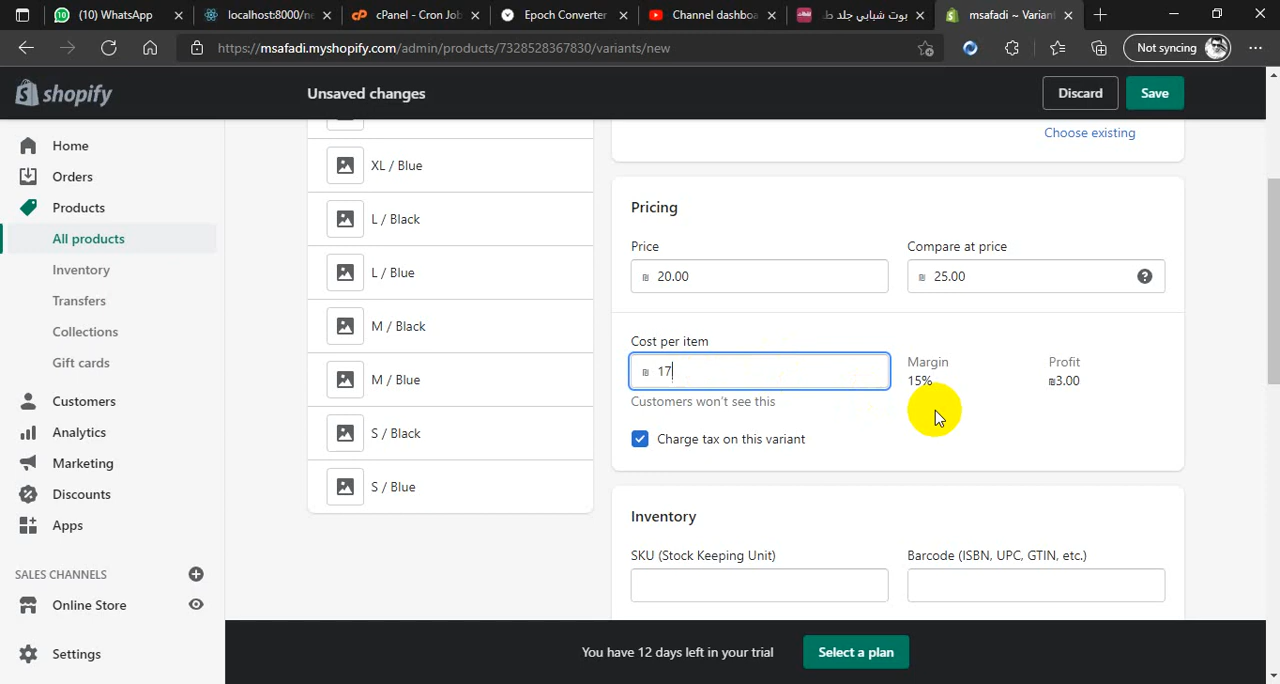 (10) WhatsApp
localhost:8000/ne
cPanel - Cron Job
Epoch Converter
Channel dashboa
بوت شبابي جلد ط
msafadi ~ Varian
https://msafadi.myshopify.com/admin/products/7328528367830/variants/new
Not syncing
shopify
Unsaved changes
Discard
Save
Home
Orders
Products
All products
Inventory
Transfers
Collections
Gift cards
Customers
Analytics
Marketing
Discounts
Apps
SALES CHANNELS
Online Store
Settings
XL / Blue
L / Black
L / Blue
M / Black
M / Blue
S / Black
S / Blue
Choose existing
Pricing
Price
Compare at price
₪ 20.00
₪ 25.00
Cost per item
₪ 17
Margin
Profit
15%
₪3.00
Customers won't see this
Charge tax on this variant
Inventory
SKU (Stock Keeping Unit)
Barcode (ISBN, UPC, GTIN, etc.)
You have 12 days left in your trial
Select a plan